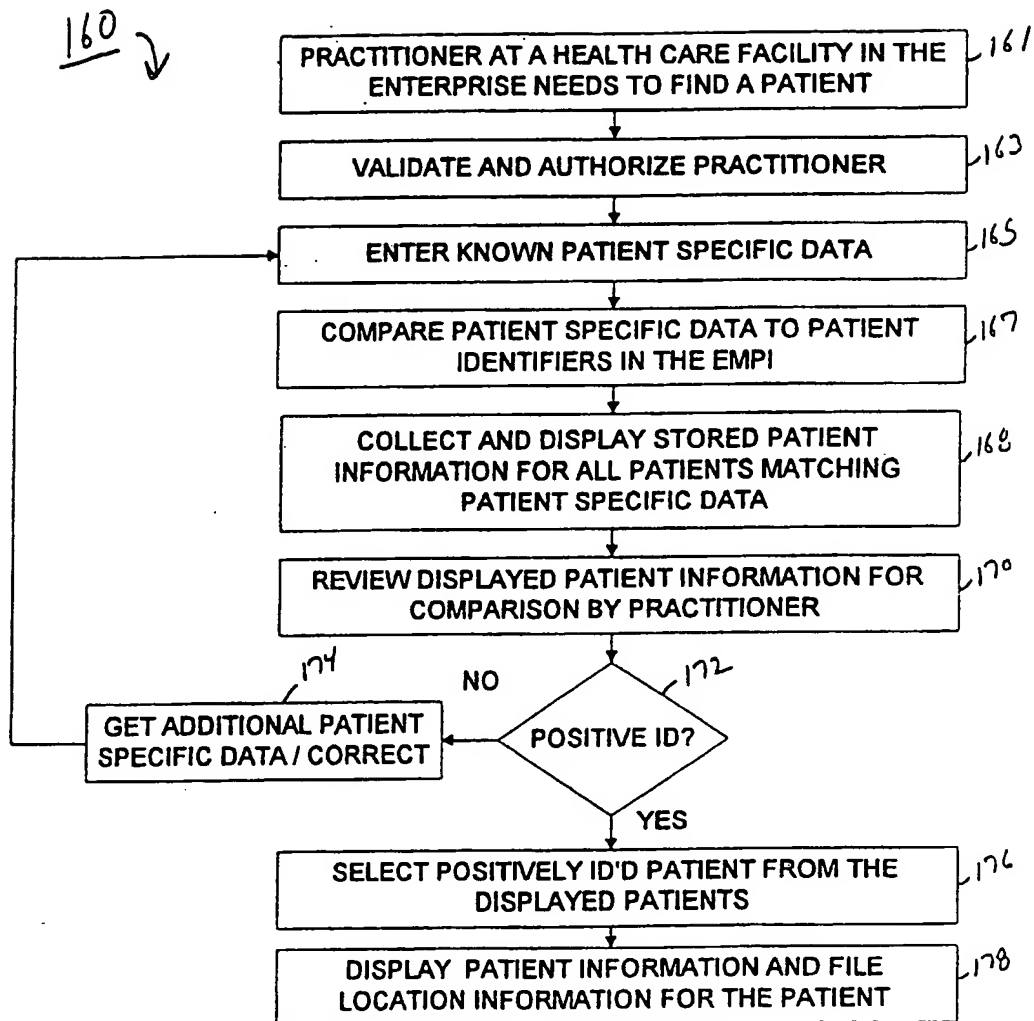 160
PRACTITIONER AT A HEALTH CARE FACILITY IN THE
ENTERPRISE NEEDS TO FIND A PATIENT
161
VALIDATE AND AUTHORIZE PRACTITIONER
163
ENTER KNOWN PATIENT SPECIFIC DATA
165
COMPARE PATIENT SPECIFIC DATA TO PATIENT
IDENTIFIERS IN THE EMPI
167
COLLECT AND DISPLAY STORED PATIENT
INFORMATION FOR ALL PATIENTS MATCHING
PATIENT SPECIFIC DATA
168
REVIEW DISPLAYED PATIENT INFORMATION FOR
COMPARISON BY PRACTITIONER
170
172
POSITIVE ID?
NO
174
GET ADDITIONAL PATIENT
SPECIFIC DATA / CORRECT
YES
SELECT POSITIVELY ID'D PATIENT FROM THE
DISPLAYED PATIENTS
176
DISPLAY PATIENT INFORMATION AND FILE
LOCATION INFORMATION FOR THE PATIENT
178